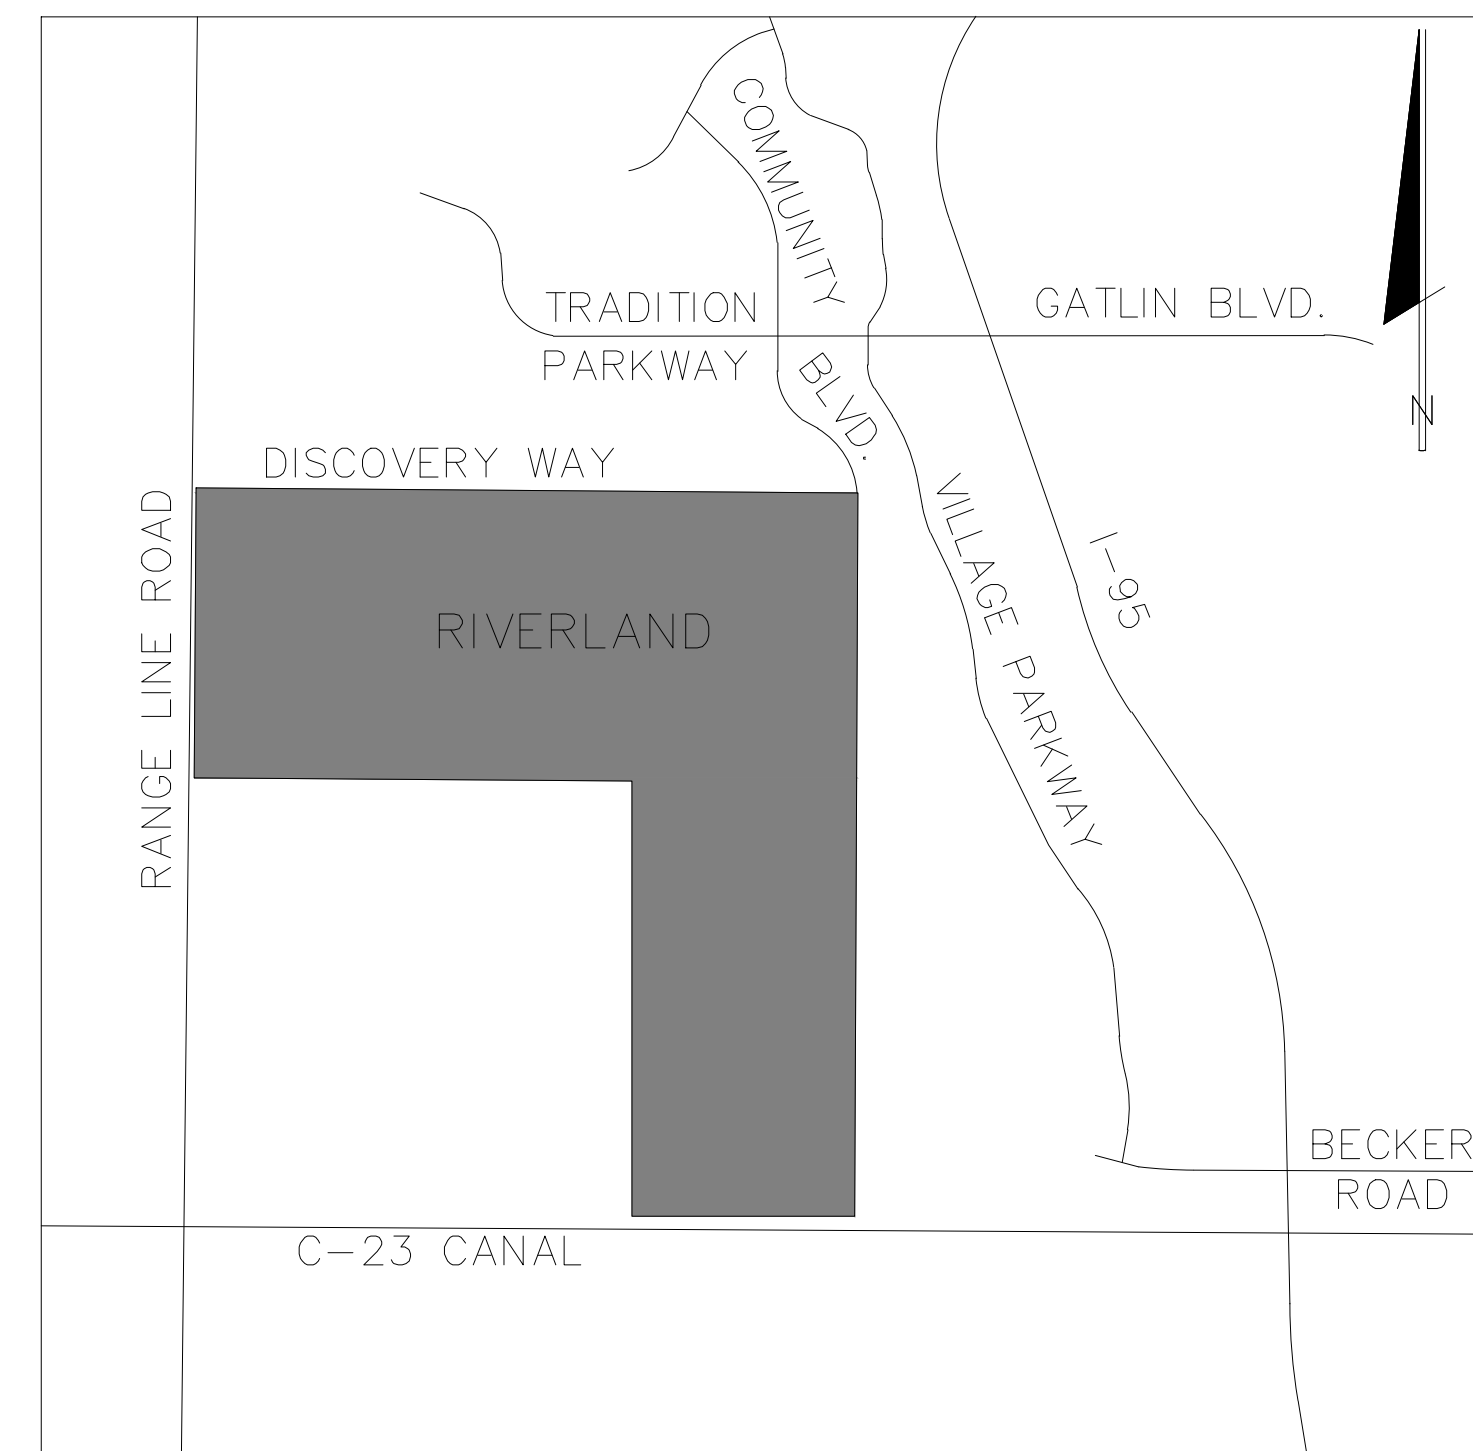 COMMUNITY
BLVD.
TRADITION
PARKWAY
GATLIN BLVD.
N
DISCOVERY WAY
RANGE LINE ROAD
RIVERLAND
VILLAGE PARKWAY
I-95
BECKER
ROAD
C-23 CANAL